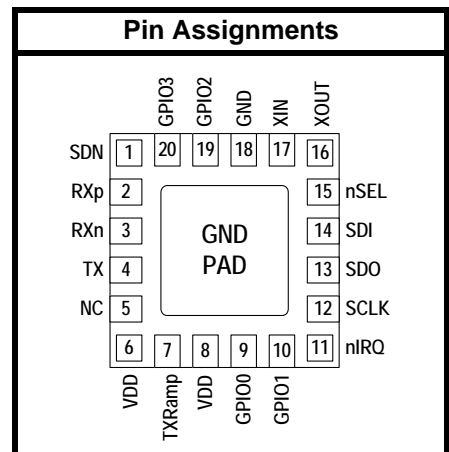 Pin Assignments
GPIO3
GPIO2
GND
XIN
XOUT
SDN 1 20 19 18 17 16
RXp 2 15 nSEL
RXn 3 GND 14 SDI
TX 4 PAD 13 SDO
NC 5 12 SCLK
6 7 8 9 10 11 nIRQ
VDD
TXRamp
VDD
GPIO0
GPIO1